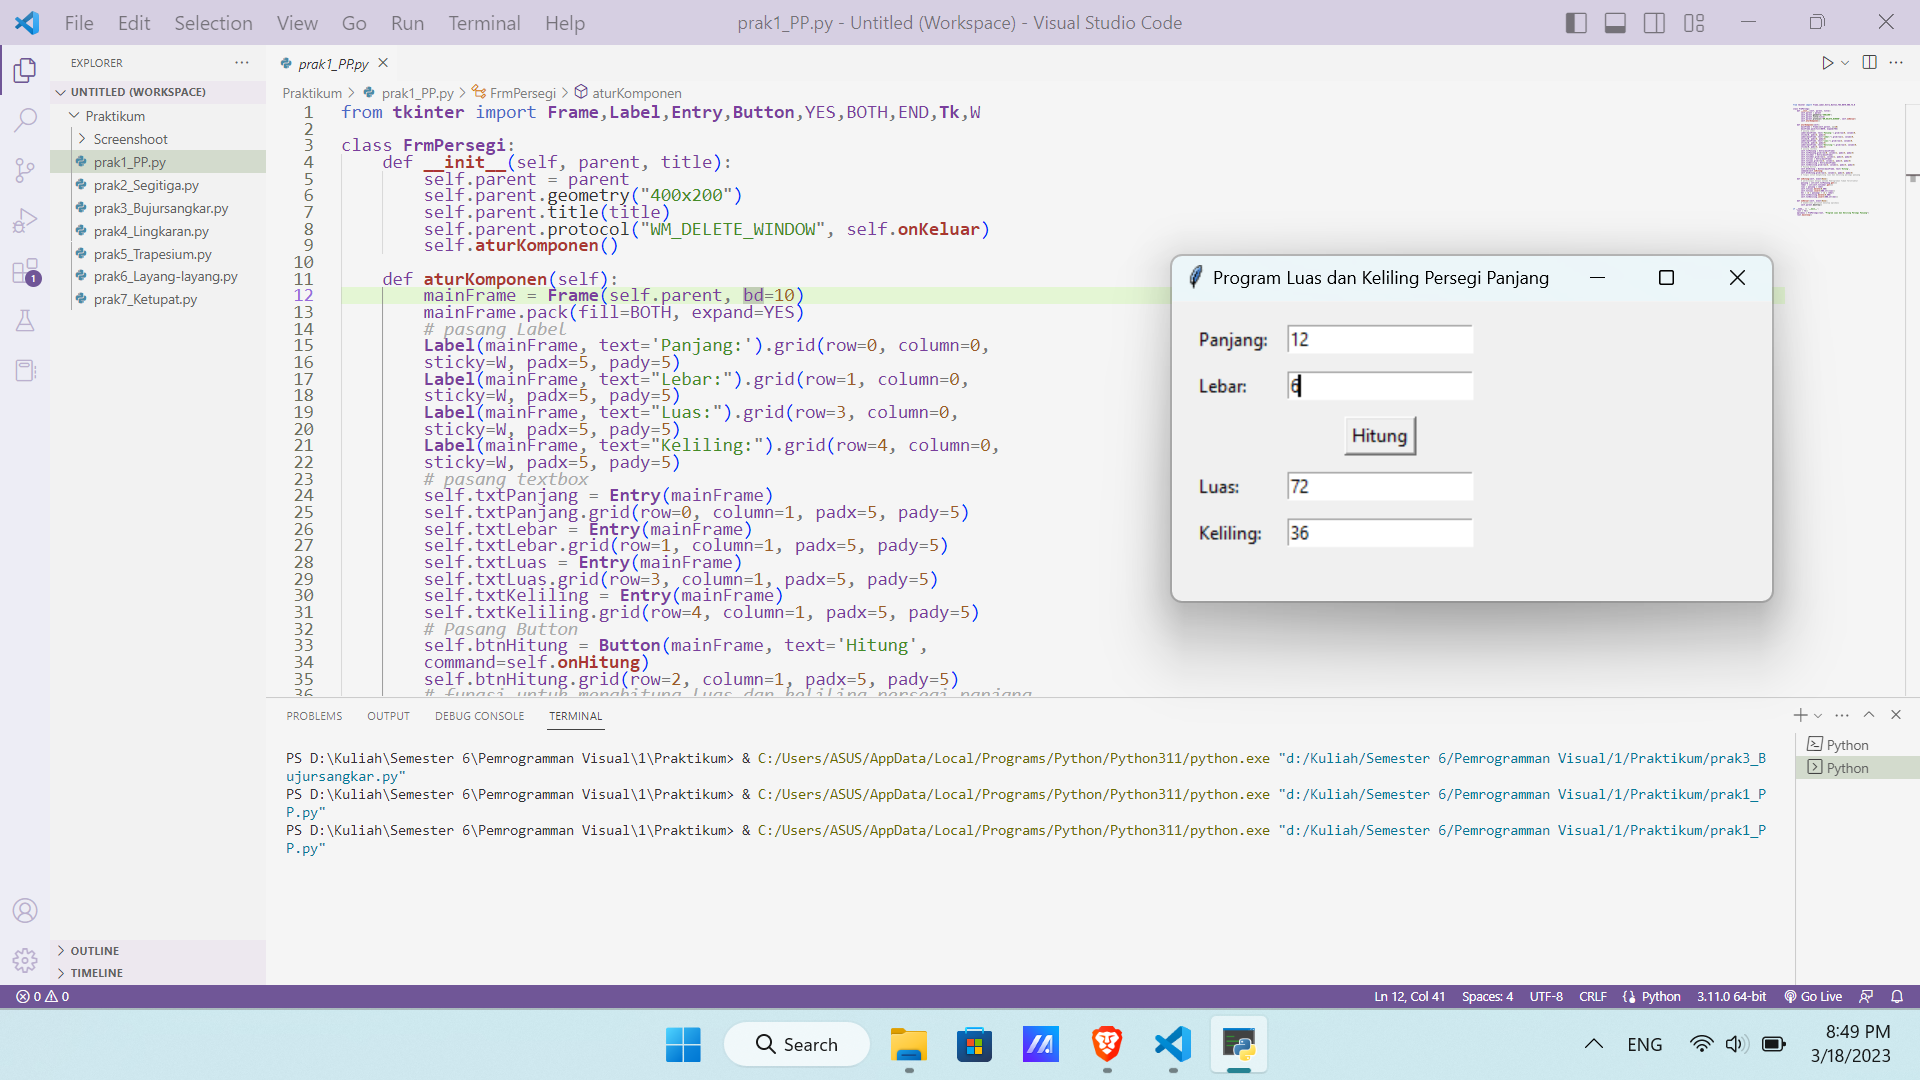 File Edit Selection View Go Run Terminal Help prak1_PP.py - Untitled (Workspace) - Visual Studio Code
EXPLORER
UNTITLED (WORKSPACE)
Praktikum
Screenshoot
prak1_PP.py
prak2_Segitiga.py
prak3_Bujursangkar.py
prak4_Lingkaran.py
prak5_Trapesium.py
prak6_Layang-layang.py
prak7_Ketupat.py
1
OUTLINE
TIMELINE
prak1_PP.py
Praktikum > prak1_PP.py > FrmPersegi > aturKomponen
1 from tkinter import Frame,Label,Entry,Button,YES,BOTH,END,Tk,W
2
3 class FrmPersegi:
4 def __init__(self, parent, title):
5 self.parent = parent
6 self.parent.geometry("400x200")
7 self.parent.title(title)
8 self.parent.protocol("WM_DELETE_WINDOW", self.onKeluar)
9 self.aturKomponen()
10
11 def aturKomponen(self):
12 mainFrame = Frame(self.parent, bd=10)
13 mainFrame.pack(fill=BOTH, expand=YES)
14 # pasang Label
15 Label(mainFrame, text='Panjang:').grid(row=0, column=0,
16 sticky=W, padx=5, pady=5)
17 Label(mainFrame, text="Lebar:").grid(row=1, column=0,
18 sticky=W, padx=5, pady=5)
19 Label(mainFrame, text="Luas:").grid(row=3, column=0,
20 sticky=W, padx=5, pady=5)
21 Label(mainFrame, text="Keliling:").grid(row=4, column=0,
22 sticky=W, padx=5, pady=5)
23 # pasang textbox
24 self.txtPanjang = Entry(mainFrame)
25 self.txtPanjang.grid(row=0, column=1, padx=5, pady=5)
26 self.txtLebar = Entry(mainFrame)
27 self.txtLebar.grid(row=1, column=1, padx=5, pady=5)
28 self.txtLuas = Entry(mainFrame)
29 self.txtLuas.grid(row=3, column=1, padx=5, pady=5)
30 self.txtKeliling = Entry(mainFrame)
31 self.txtKeliling.grid(row=4, column=1, padx=5, pady=5)
32 # Pasang Button
33 self.btnHitung = Button(mainFrame, text='Hitung',
34 command=self.onHitung)
35 self.btnHitung.grid(row=2, column=1, padx=5, pady=5)
36 # fungsi untuk menghitung luas dan keliling persegi panjang
Program Luas dan Keliling Persegi Panjang
Panjang: 12
Lebar: 6
Hitung
Luas: 72
Keliling: 36
PROBLEMS OUTPUT DEBUG CONSOLE TERMINAL
PS D:\Kuliah\Semester 6\Pemrogramman Visual\1\Praktikum> & C:/Users/ASUS/AppData/Local/Programs/Python/Python311/python.exe "d:/Kuliah/Semester 6/Pemrogramman Visual/1/Praktikum/prak3_B
ujursangkar.py"
PS D:\Kuliah\Semester 6\Pemrogramman Visual\1\Praktikum> & C:/Users/ASUS/AppData/Local/Programs/Python/Python311/python.exe "d:/Kuliah/Semester 6/Pemrogramman Visual/1/Praktikum/prak1_P
P.py"
PS D:\Kuliah\Semester 6\Pemrogramman Visual\1\Praktikum> & C:/Users/ASUS/AppData/Local/Programs/Python/Python311/python.exe "d:/Kuliah/Semester 6/Pemrogramman Visual/1/Praktikum/prak1_P
P.py"
Python
Python
0 0 Ln 12, Col 41 Spaces: 4 UTF-8 CRLF Python 3.11.0 64-bit Go Live
Search
ENG
8:49 PM
3/18/2023